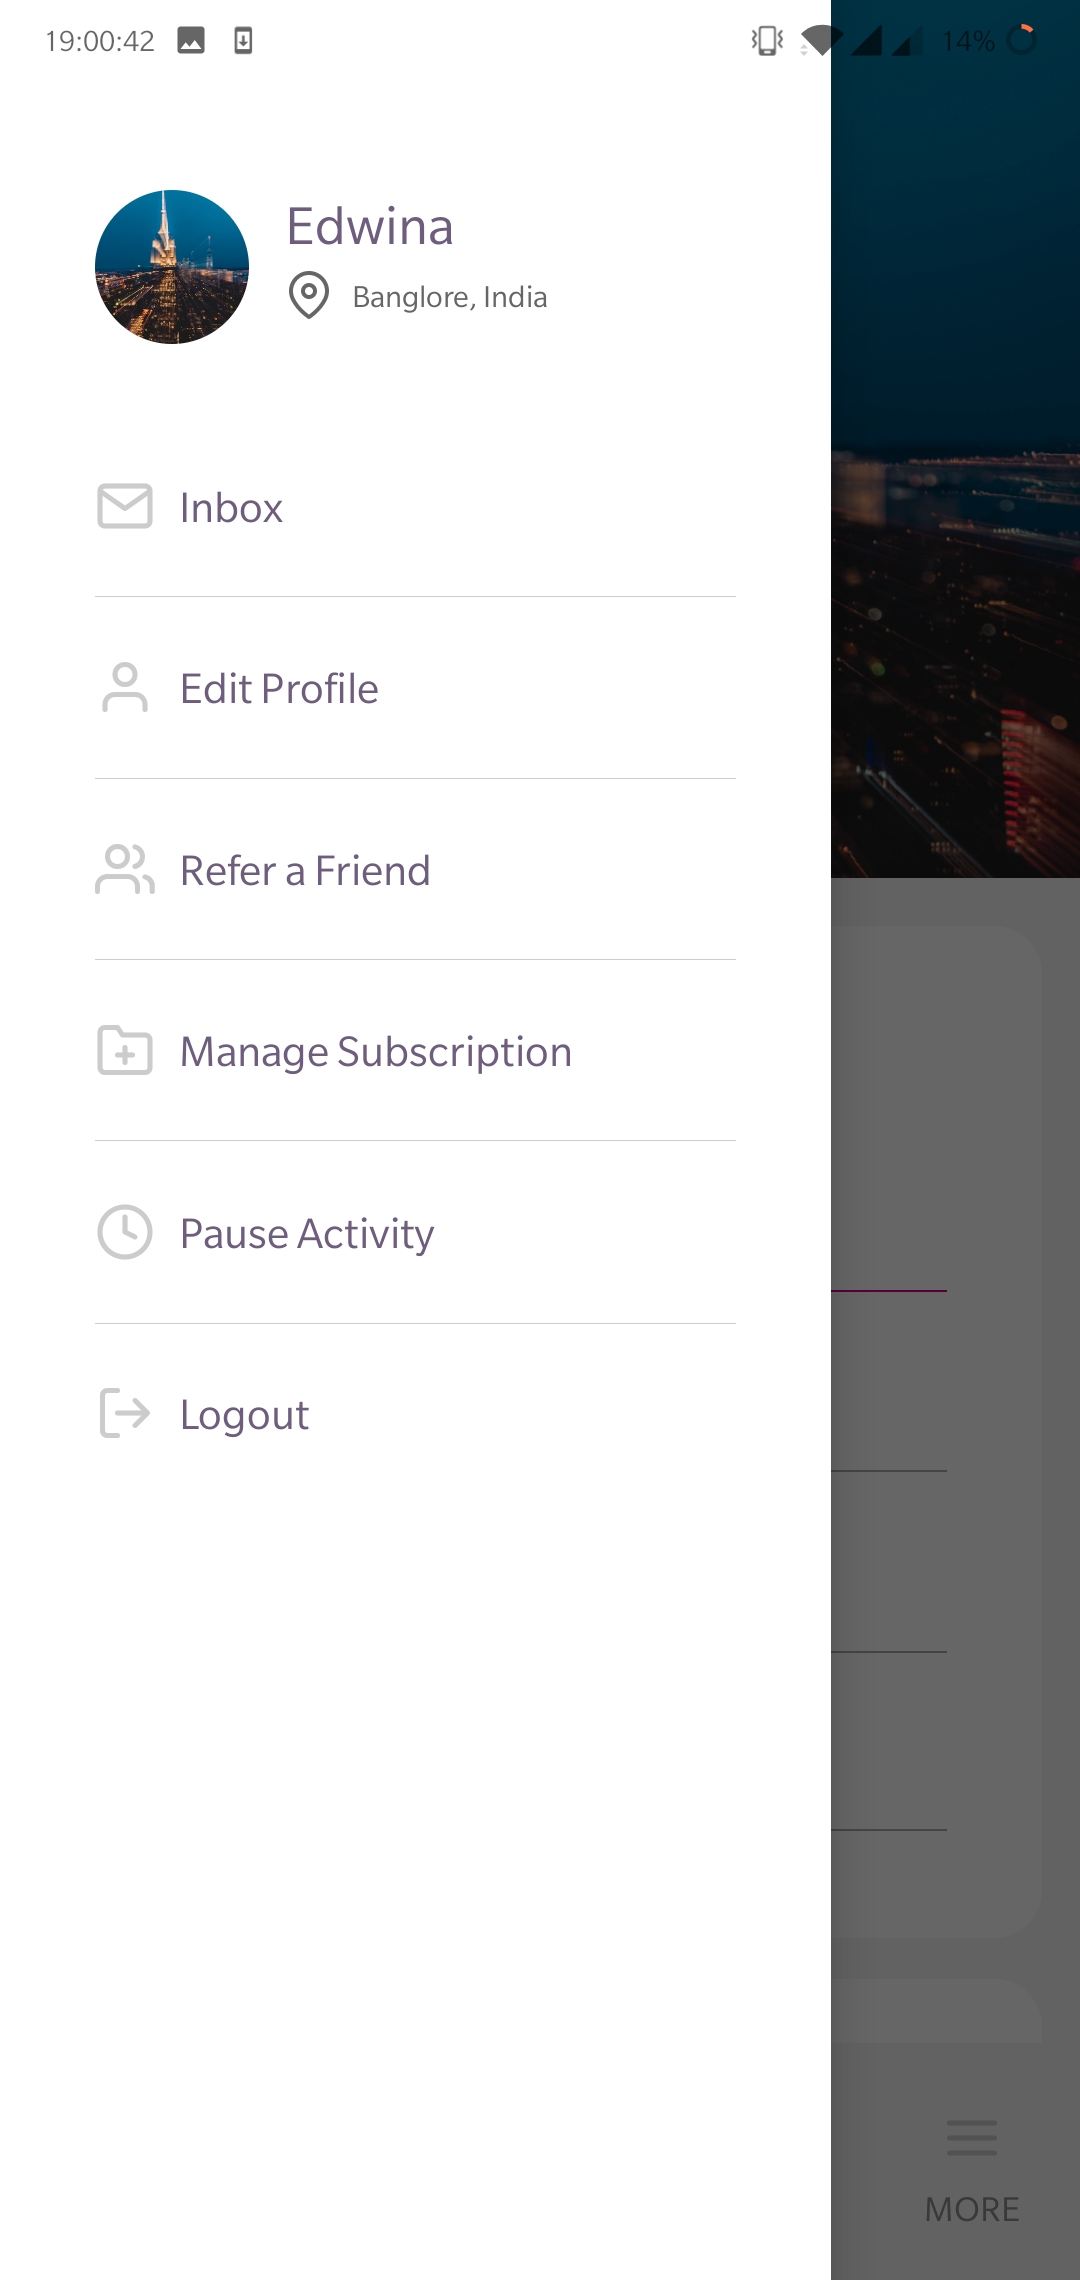 19:00:42
14%
Edwina
Banglore, India
Inbox
Edit Profile
Refer a Friend
Manage Subscription
Pause Activity
Logout
MORE